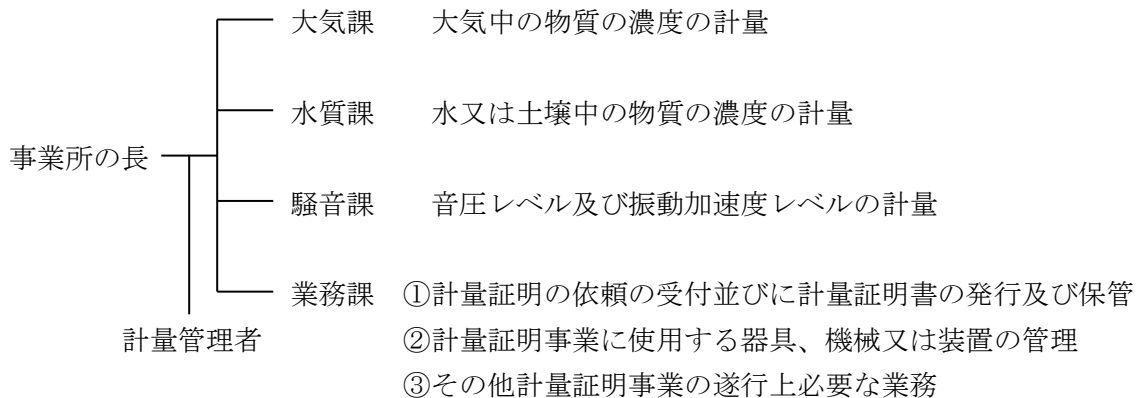 大気課 大気中の物質の濃度の計量
水質課 水又は土壌中の物質の濃度の計量
事業所の長
騒音課 音圧レベル及び振動加速度レベルの計量
業務課 ①計量証明の依頼の受付並びに計量証明書の発行及び保管
計量管理者 ②計量証明事業に使用する器具、機械又は装置の管理
③その他計量証明事業の遂行上必要な業務